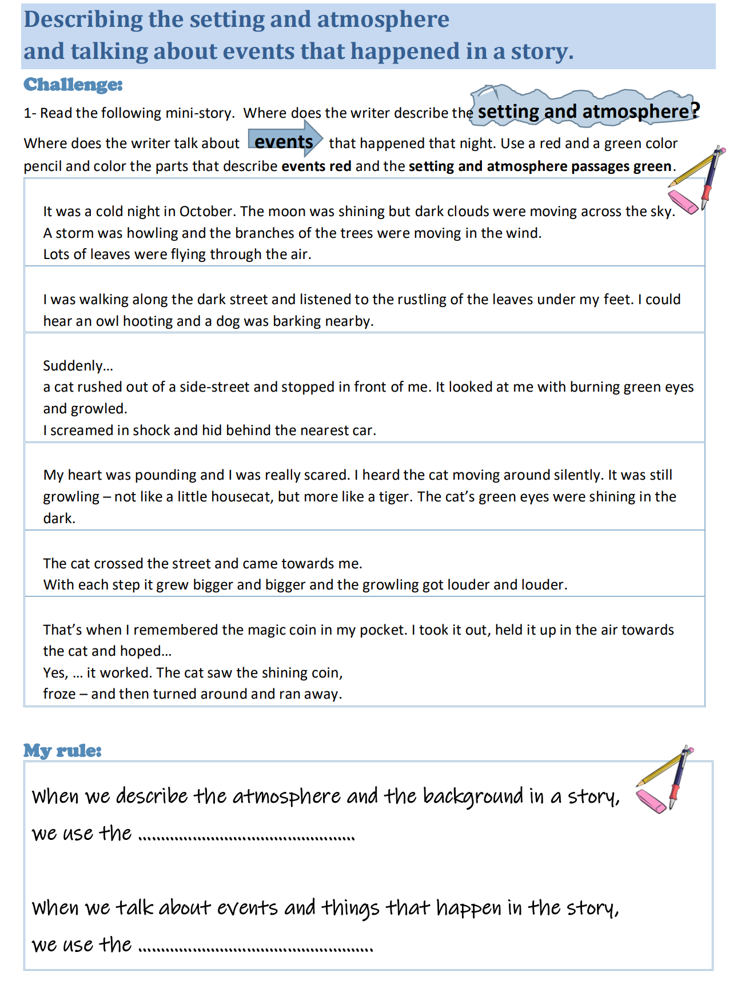 Describing the setting and atmosphere
and talking about events that happened in a story.
Challenge:
1- Read the following mini-story. Where does the writer describe the setting and atmosphere?
Where does the writer talk about events that happened that night. Use a red and a green color
pencil and color the parts that describe events red and the setting and atmosphere passages green.
It was a cold night in October. The moon was shining but dark clouds were moving across the sky.
A storm was howling and the branches of the trees were moving in the wind.
Lots of leaves were flying through the air.
I was walking along the dark street and listened to the rustling of the leaves under my feet. I could
hear an owl hooting and a dog was barking nearby.
Suddenly...
a cat rushed out of a side-street and stopped in front of me. It looked at me with burning green eyes
and growled.
I screamed in shock and hid behind the nearest car.
My heart was pounding and I was really scared. I heard the cat moving around silently. It was still
growling – not like a little housecat, but more like a tiger. The cat’s green eyes were shining in the
dark.
The cat crossed the street and came towards me.
With each step it grew bigger and bigger and the growling got louder and louder.
That’s when I remembered the magic coin in my pocket. I took it out, held it up in the air towards
the cat and hoped...
Yes, ... it worked. The cat saw the shining coin,
froze – and then turned around and ran away.
My rule:
When we describe the atmosphere and the background in a story,
we use the ................................................
When we talk about events and things that happen in the story,
we use the ....................................................